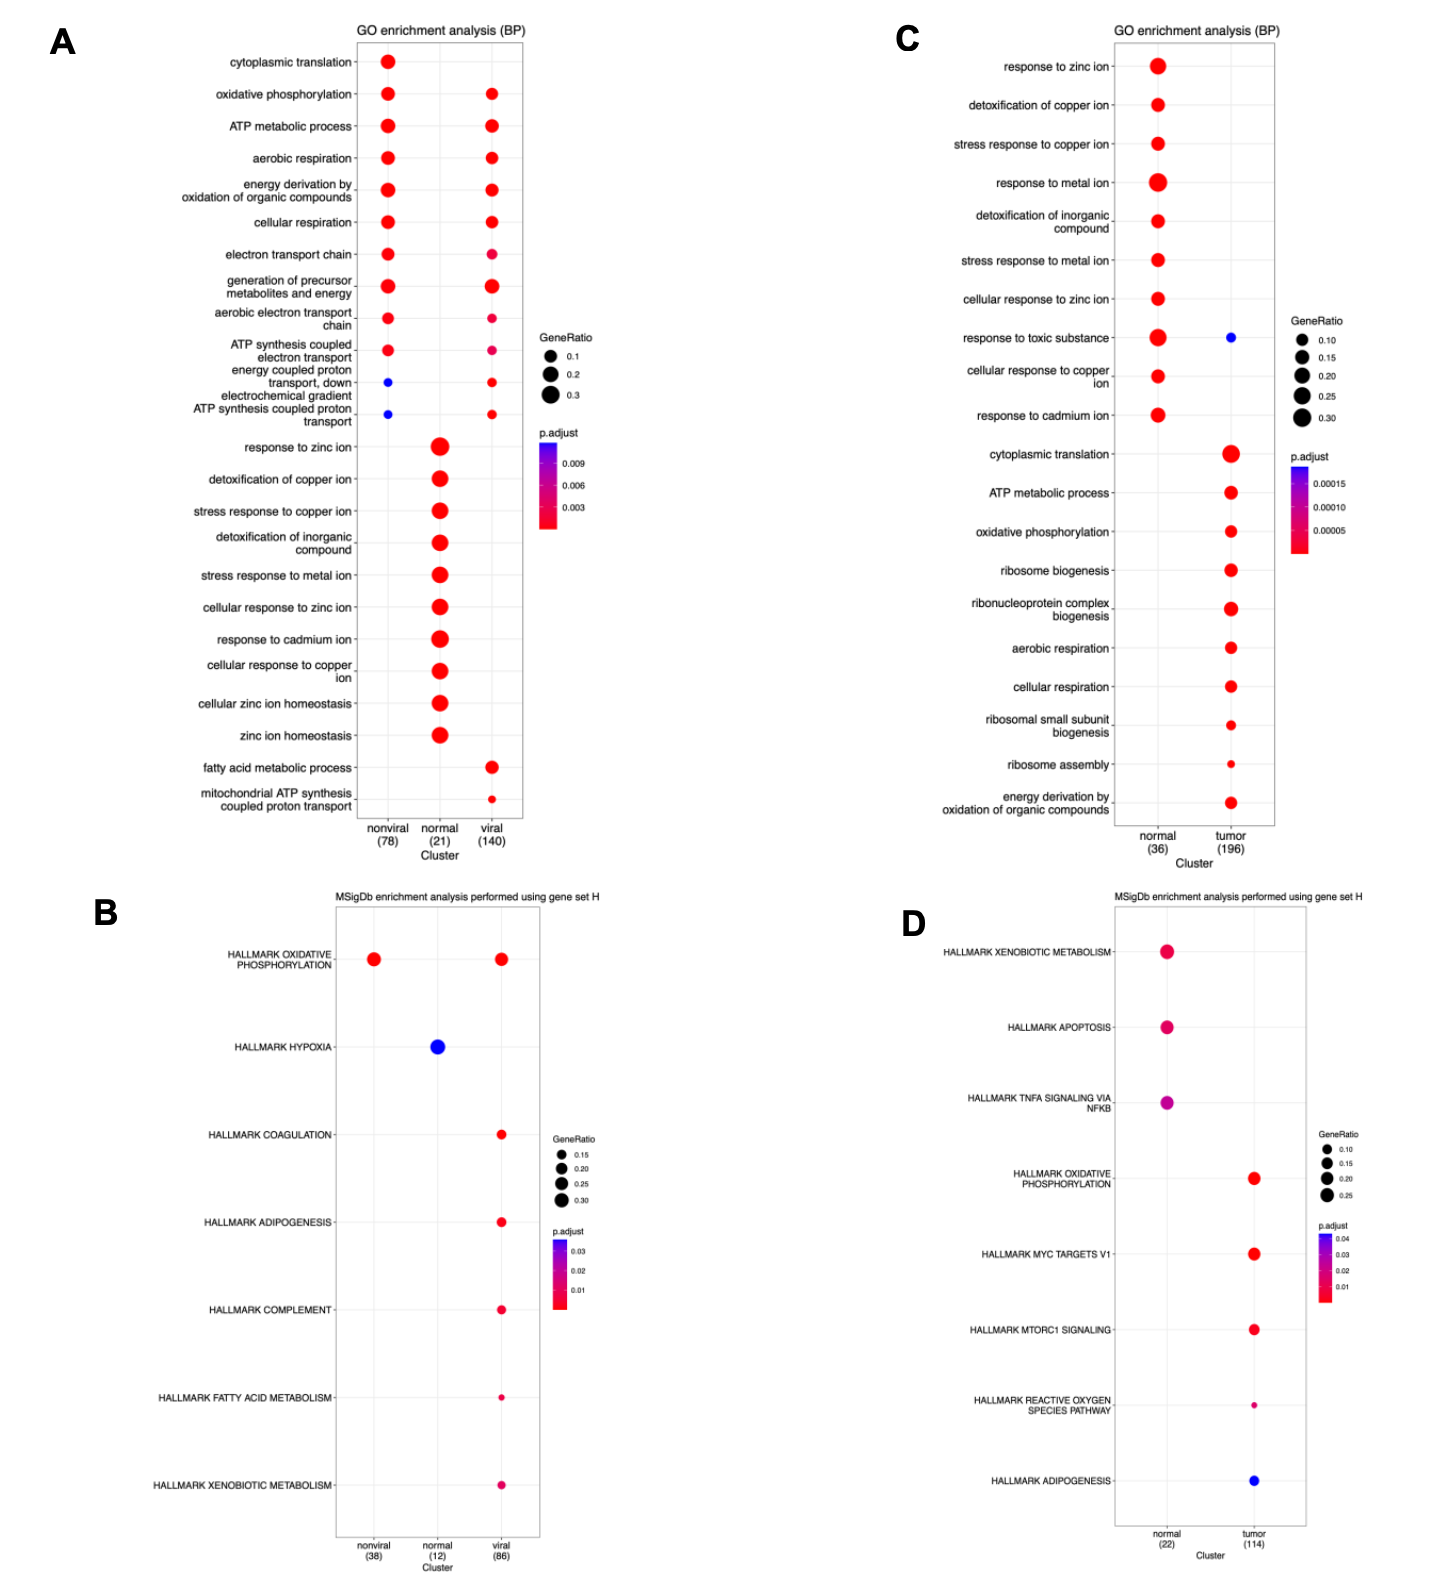 A
GO enrichment analysis (BP)
cytoplasmic translation
oxidative phosphorylation
ATP metabolic process
aerobic respiration
energy derivation by
oxidation of organic compounds
cellular respiration
electron transport chain
generation of precursor
metabolites and energy
aerobic electron transport
chain
ATP synthesis coupled
electron transport
energy coupled proton
transport, down
electrochemical gradient
ATP synthesis coupled proton
transport
response to zinc ion
detoxification of copper ion
stress response to copper ion
detoxification of inorganic
compound
stress response to metal ion
cellular response to zinc ion
response to cadmium ion
cellular response to copper
ion
cellular zinc ion homeostasis
zinc ion homeostasis
fatty acid metabolic process
mitochondrial ATP synthesis
coupled proton transport
nonviral
(78)
normal
(21)
viral
(140)
Cluster
GeneRatio
0.1
0.2
0.3
p.adjust
0.009
0.006
0.003
C
GO enrichment analysis (BP)
response to zinc ion
detoxification of copper ion
stress response to copper ion
response to metal ion
detoxification of inorganic
compound
stress response to metal ion
cellular response to zinc ion
response to toxic substance
cellular response to copper
ion
response to cadmium ion
cytoplasmic translation
ATP metabolic process
oxidative phosphorylation
ribosome biogenesis
ribonucleoprotein complex
biogenesis
aerobic respiration
cellular respiration
ribosomal small subunit
biogenesis
ribosome assembly
energy derivation by
oxidation of organic compounds
normal
(36)
tumor
(196)
Cluster
GeneRatio
0.10
0.15
0.20
0.25
0.30
p.adjust
0.00015
0.00010
0.00005
B
MSigDb enrichment analysis performed using gene set H
HALLMARK OXIDATIVE
PHOSPHORYLATION
HALLMARK HYPOXIA
HALLMARK COAGULATION
HALLMARK ADIPOGENESIS
HALLMARK COMPLEMENT
HALLMARK FATTY ACID METABOLISM
HALLMARK XENOBIOTIC METABOLISM
nonviral
(38)
normal
(12)
viral
(86)
Cluster
GeneRatio
0.15
0.20
0.25
0.30
p.adjust
0.03
0.02
0.01
D
MSigDb enrichment analysis performed using gene set H
HALLMARK XENOBIOTIC METABOLISM
HALLMARK APOPTOSIS
HALLMARK TNFA SIGNALING VIA
NFKB
HALLMARK OXIDATIVE
PHOSPHORYLATION
HALLMARK MYC TARGETS V1
HALLMARK MTORC1 SIGNALING
HALLMARK REACTIVE OXYGEN
SPECIES PATHWAY
HALLMARK ADIPOGENESIS
normal
(22)
tumor
(114)
Cluster
GeneRatio
0.10
0.15
0.20
0.25
p.adjust
0.04
0.03
0.02
0.01